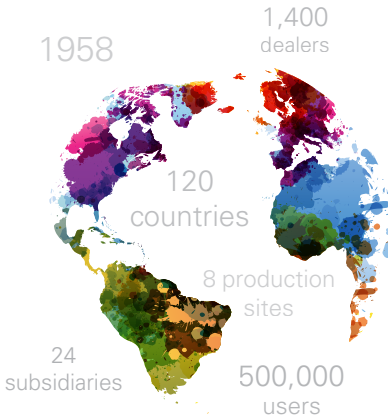 1,400
dealers
1958
120
countries
8 production
sites
24
subsidiaries
500,000
users